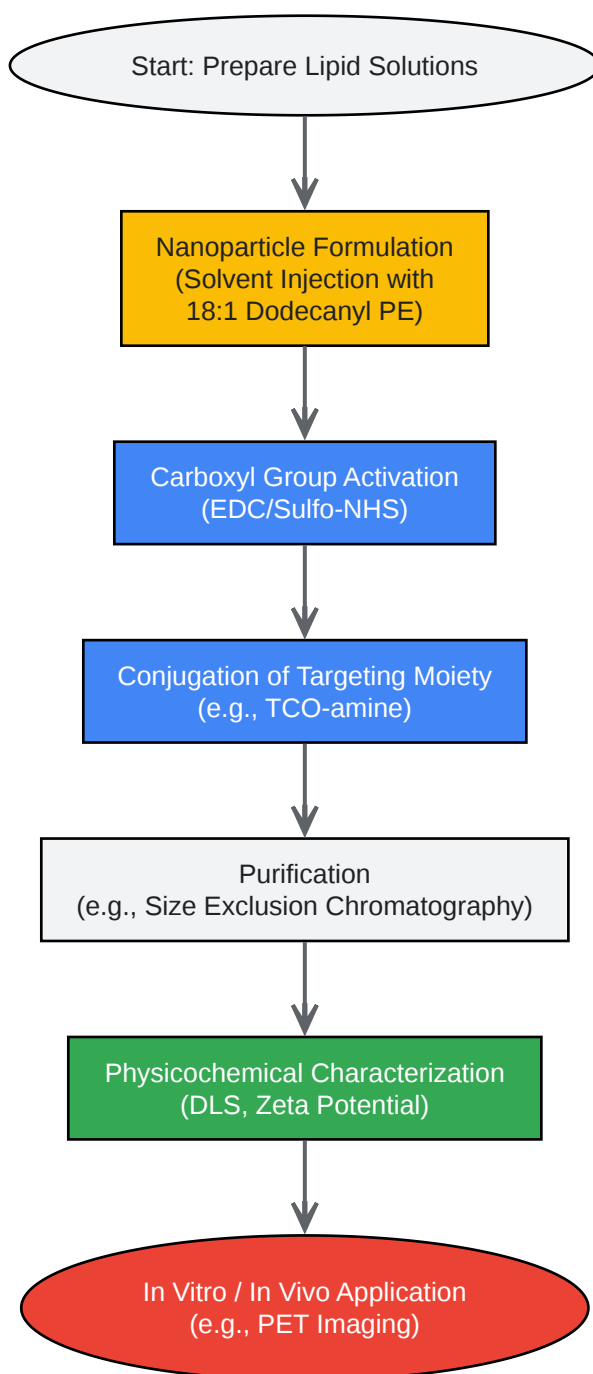 Start: Prepare Lipid Solutions
Nanoparticle Formulation
(Solvent Injection with
18:1 Dodecanyl PE)
Carboxyl Group Activation
(EDC/Sulfo-NHS)
Conjugation of Targeting Moiety
(e.g., TCO-amine)
Purification
(e.g., Size Exclusion Chromatography)
Physicochemical Characterization
(DLS, Zeta Potential)
In Vitro / In Vivo Application
(e.g., PET Imaging)